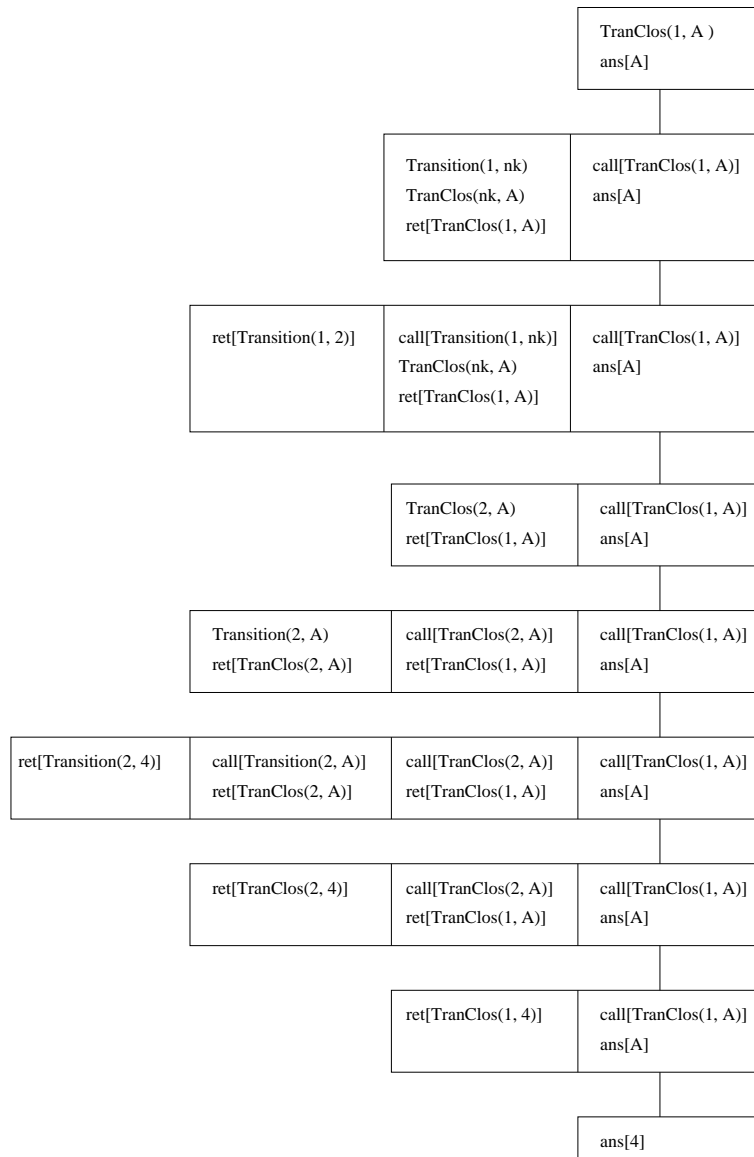 TranClos(1, A )
ans[A]
Transition(1, nk)
TranClos(nk, A)
ret[TranClos(1, A)]
call[TranClos(1, A)]
ans[A]
ret[Transition(1, 2)]
call[Transition(1, nk)]
TranClos(nk, A)
ret[TranClos(1, A)]
call[TranClos(1, A)]
ans[A]
TranClos(2, A)
ret[TranClos(1, A)]
call[TranClos(1, A)]
ans[A]
Transition(2, A)
ret[TranClos(2, A)]
call[TranClos(2, A)]
ret[TranClos(1, A)]
call[TranClos(1, A)]
ans[A]
ret[Transition(2, 4)]
call[Transition(2, A)]
ret[TranClos(2, A)]
call[TranClos(2, A)]
ret[TranClos(1, A)]
call[TranClos(1, A)]
ans[A]
ret[TranClos(2, 4)]
call[TranClos(2, A)]
ret[TranClos(1, A)]
call[TranClos(1, A)]
ans[A]
ret[TranClos(1, 4)]
call[TranClos(1, A)]
ans[A]
ans[4]